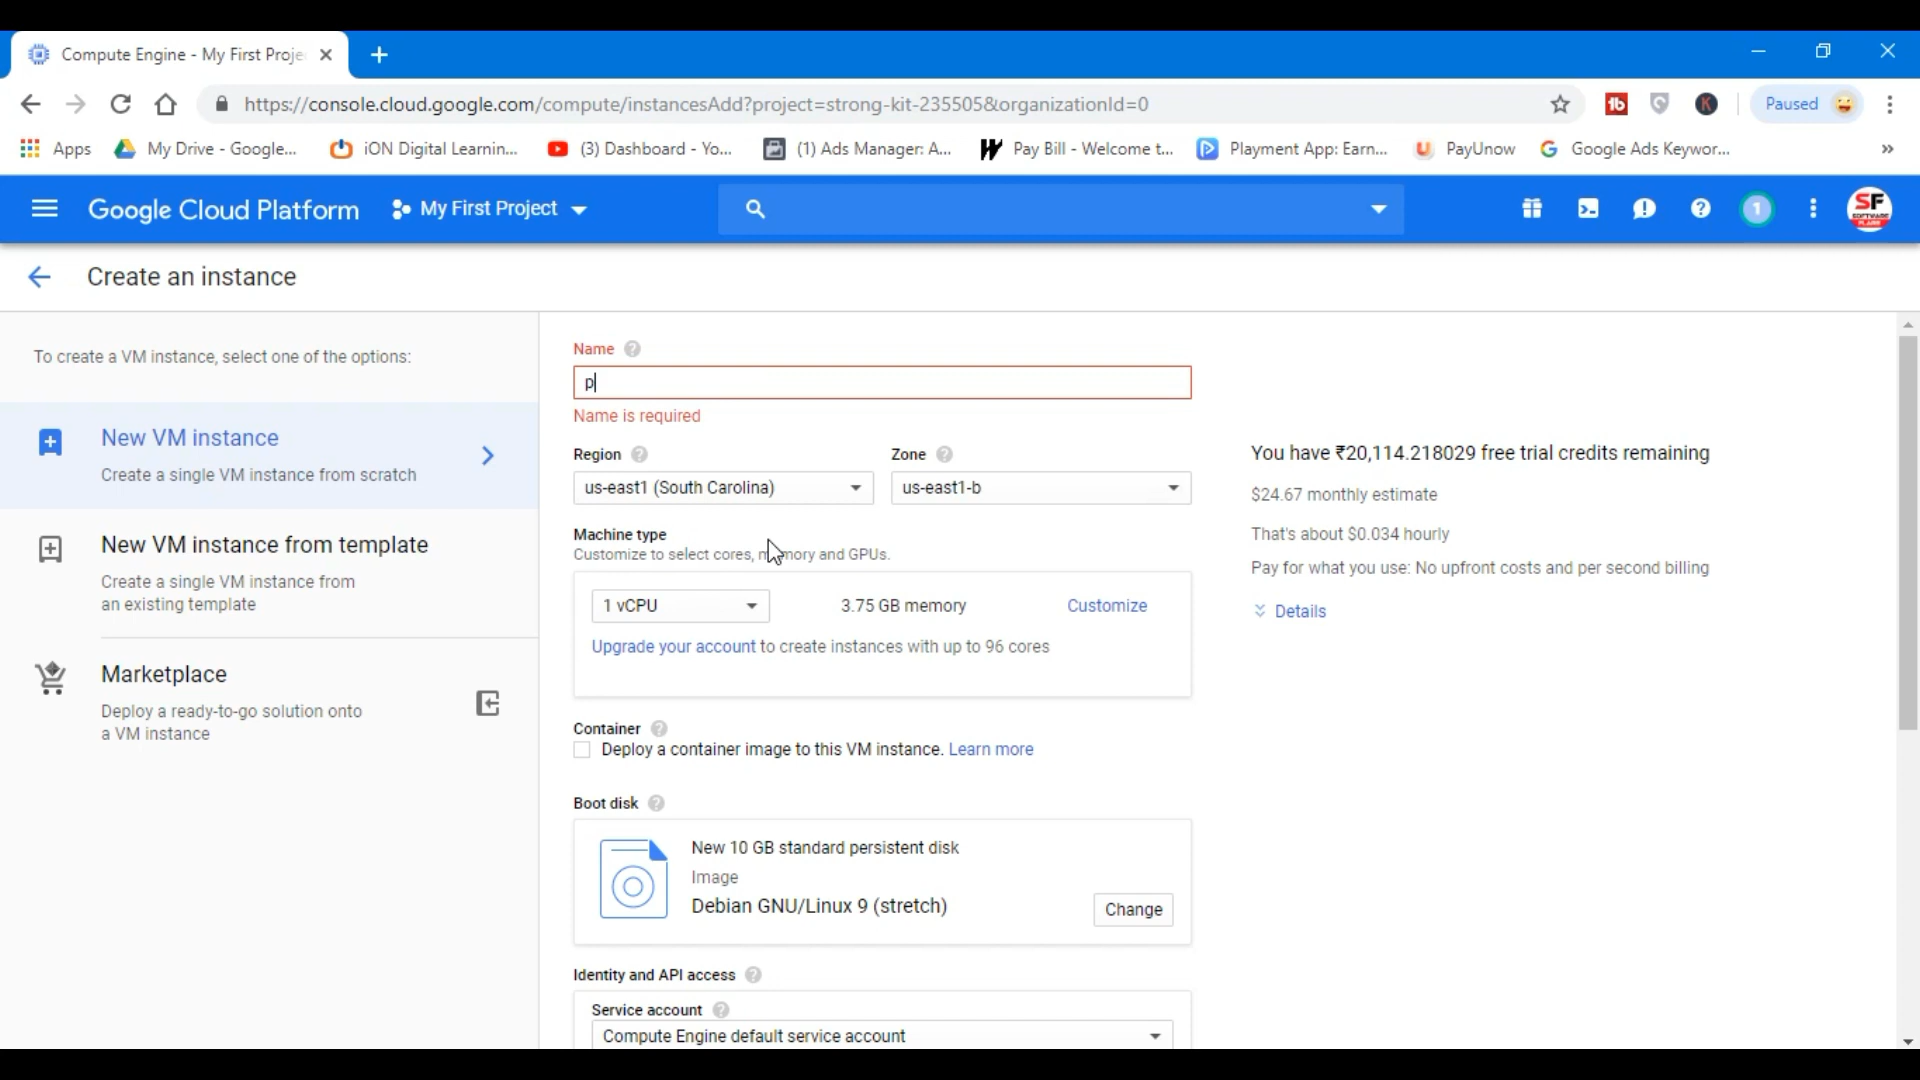 Compute Engine - My First Proje
https://console.cloud.google.com/compute/instancesAdd?project=strong-kit-235505&organizationId=0
Paused
Apps
My Drive - Google...
iON Digital Learnin...
(3) Dashboard - Yo...
(1) Ads Manager: A...
Pay Bill - Welcome t...
Playment App: Earn...
PayUnow
Google Ads Keywor...
»
Google Cloud Platform
My First Project
1
SF
Create an instance
To create a VM instance, select one of the options:
New VM instance
Create a single VM instance from scratch
New VM instance from template
Create a single VM instance from
an existing template
Marketplace
Deploy a ready-to-go solution onto
a VM instance
Name
p
Name is required
Region
Zone
us-east1 (South Carolina)
us-east1-b
Machine type
Customize to select cores, memory and GPUs.
1 vCPU
3.75 GB memory
Customize
Upgrade your account to create instances with up to 96 cores
Container
Deploy a container image to this VM instance. Learn more
Boot disk
New 10 GB standard persistent disk
Image
Debian GNU/Linux 9 (stretch)
Change
Identity and API access
Service account
Compute Engine default service account
You have ₹20,114.218029 free trial credits remaining
$24.67 monthly estimate
That's about $0.034 hourly
Pay for what you use: No upfront costs and per second billing
Details